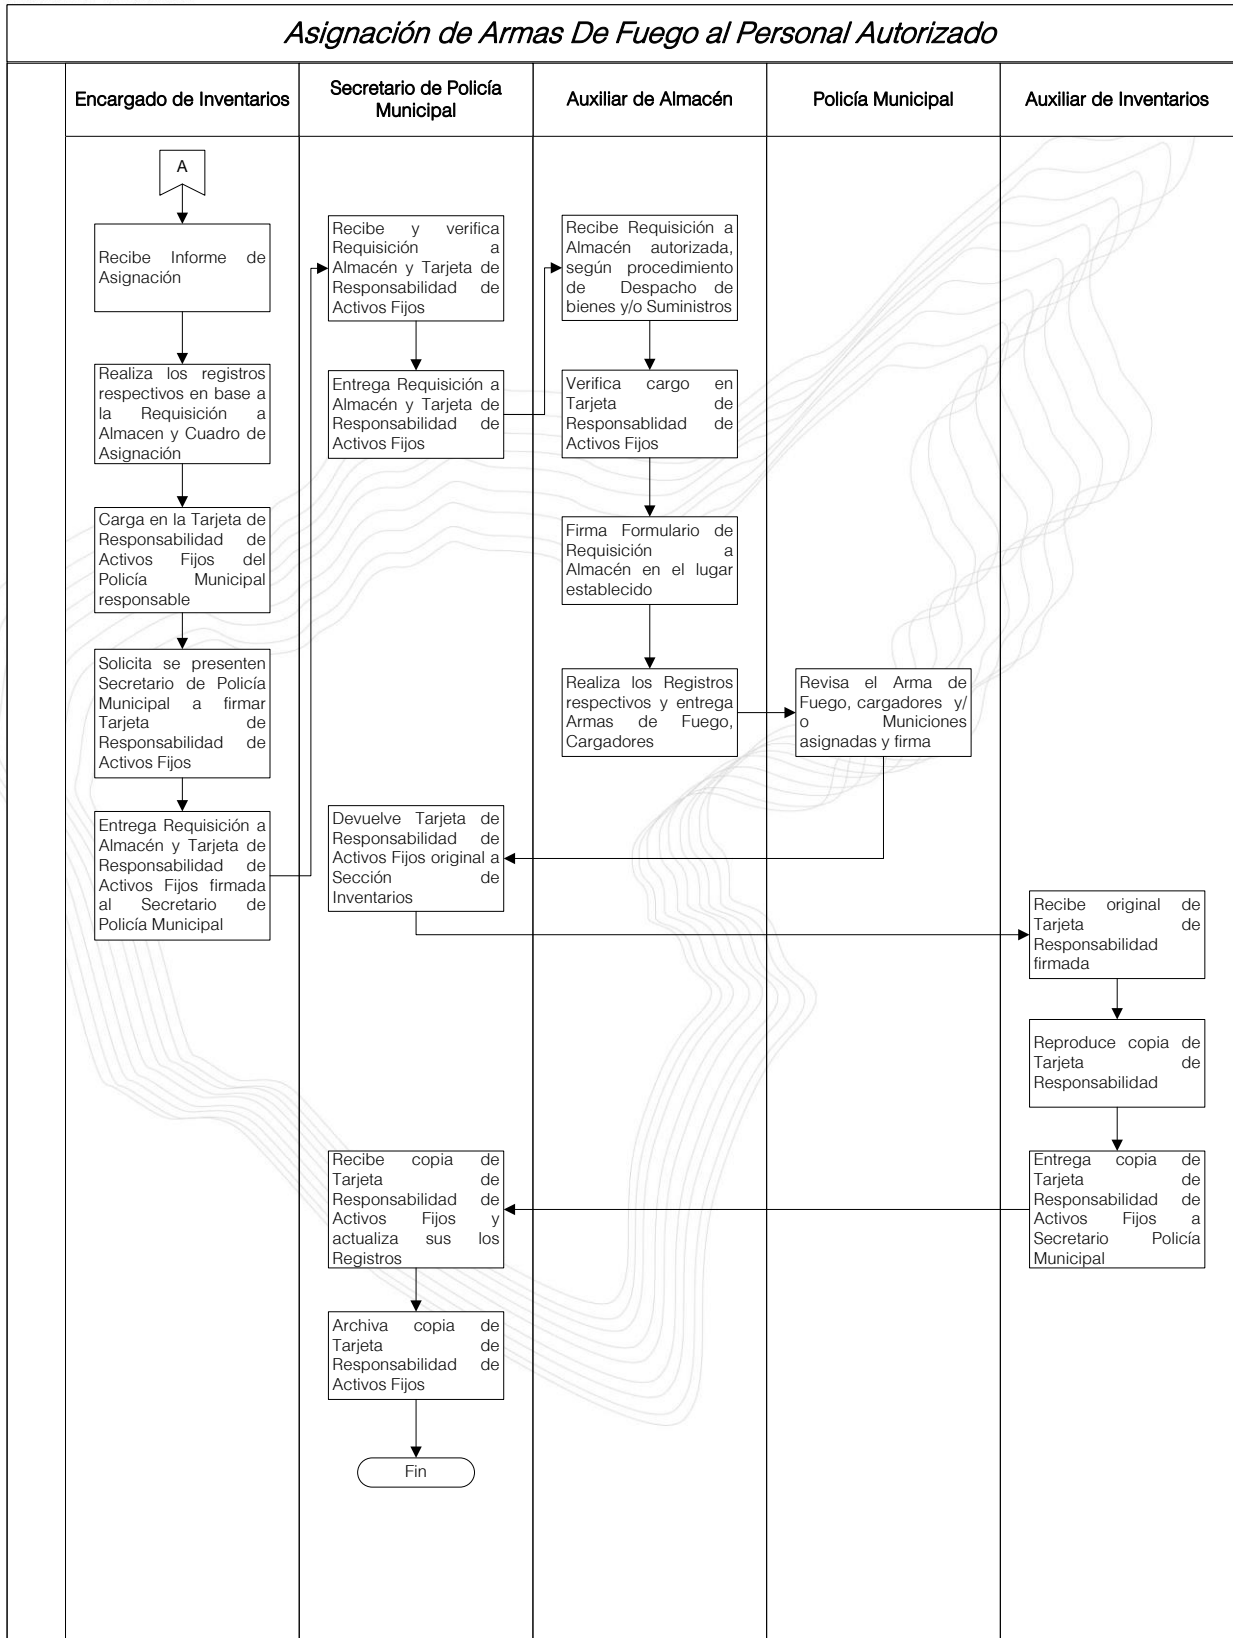 Asignación de Armas De Fuego al Personal Autorizado
Encargado de Inventarios
Secretario de Policía
Municipal
Auxiliar de Almacén
Policía Municipal
Auxiliar de Inventarios
A
Recibe Informe de
Asignación
Realiza los registros
respectivos en base a
la Requisición a
Almacen y Cuadro de
Asignación
Carga en la Tarjeta de
Responsabilidad de
Activos Fijos del
Policía Municipal
responsable
Solicita se presenten
Secretario de Policía
Municipal a firmar
Tarjeta de
Responsabilidad de
Activos Fijos
Entrega Requisición a
Almacén y Tarjeta de
Responsabilidad de
Activos Fijos firmada
al Secretario de
Policía Municipal
Recibe y verifica
Requisición a
Almacén y Tarjeta de
Responsabilidad de
Activos Fijos
Entrega Requisición a
Almacén y Tarjeta de
Responsabilidad de
Activos Fijos
Recibe Requisición a
Almacén autorizada,
según procedimiento
de Despacho de
bienes y/o Suministros
Verifica cargo en
Tarjeta de
Responsablidad de
Activos Fijos
Firma Formulario de
Requisición a
Almacén en el lugar
establecido
Realiza los Registros
respectivos y entrega
Armas de Fuego,
Cargadores
Revisa el Arma de
Fuego, cargadores y/
o Municiones
asignadas y firma
Devuelve Tarjeta de
Responsabilidad de
Activos Fijos original a
Sección de
Inventarios
Recibe original de
Tarjeta de
Responsabilidad
firmada
Reproduce copia de
Tarjeta de
Responsabilidad
Entrega copia de
Tarjeta de
Responsabilidad de
Activos Fijos a
Secretario Policía
Municipal
Recibe copia de
Tarjeta de
Responsabilidad de
Activos Fijos y
actualiza sus los
Registros
Archiva copia de
Tarjeta de
Responsabilidad de
Activos Fijos
Fin